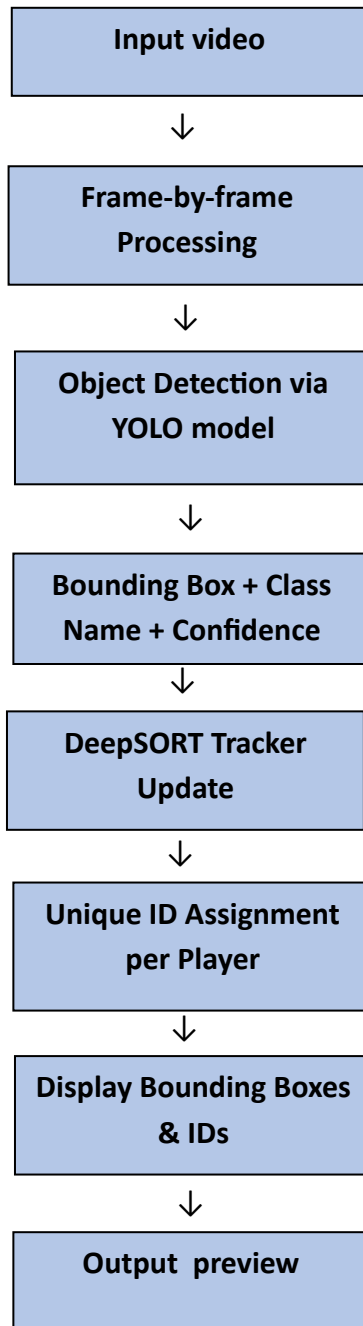 Input video
↓
Frame-by-frame
Processing
↓
Object Detection via
YOLO model
↓
Bounding Box + Class
Name + Confidence
↓
DeepSORT Tracker
Update
↓
Unique ID Assignment
per Player
↓
Display Bounding Boxes
& IDs
↓
Output  preview